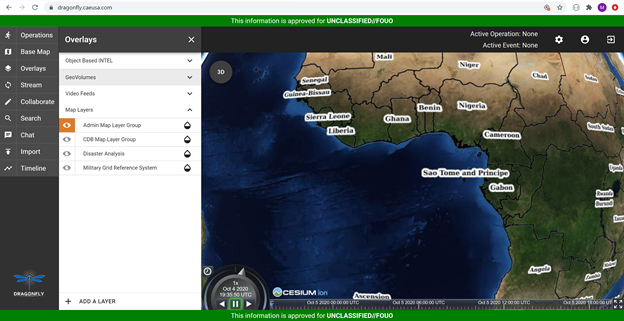 dragonfly.caeusa.com
This information is approved for UNCLASSIFIED//FOUO
Operations
Base Map
Overlays
Stream
Collaborate
Search
Chat
Import
Timeline
DRAGONFLY
Overlays
Object Based INTEL
GeoVolumes
Video Feeds
Map Layers
Admin Map Layer Group
CDB Map Layer Group
Disaster Analysis
Military Grid Reference System
+ ADD A LAYER
Active Operation: None
Active Event: None
3D
Mali
Niger
Chad
Senegal
Guinea-Bissau
Sierra Leone
Liberia
Ghana
Benin
Nigeria
Cameroon
South Sudan
Sao Tome and Principe
Gabon
Uganda
Rwanda
Burundi
Angola
Zambia
Ascension
1x
Oct 4 2020
19:35:50 UTC
CESIUM ion
Oct 5 2020 00:00:00 UTC
Oct 5 2020 06:00:00 UTC
Oct 5 2020 12:00:00 UTC
Oct 5 2020 18:00:00 UTC
This information is approved for UNCLASSIFIED//FOUO